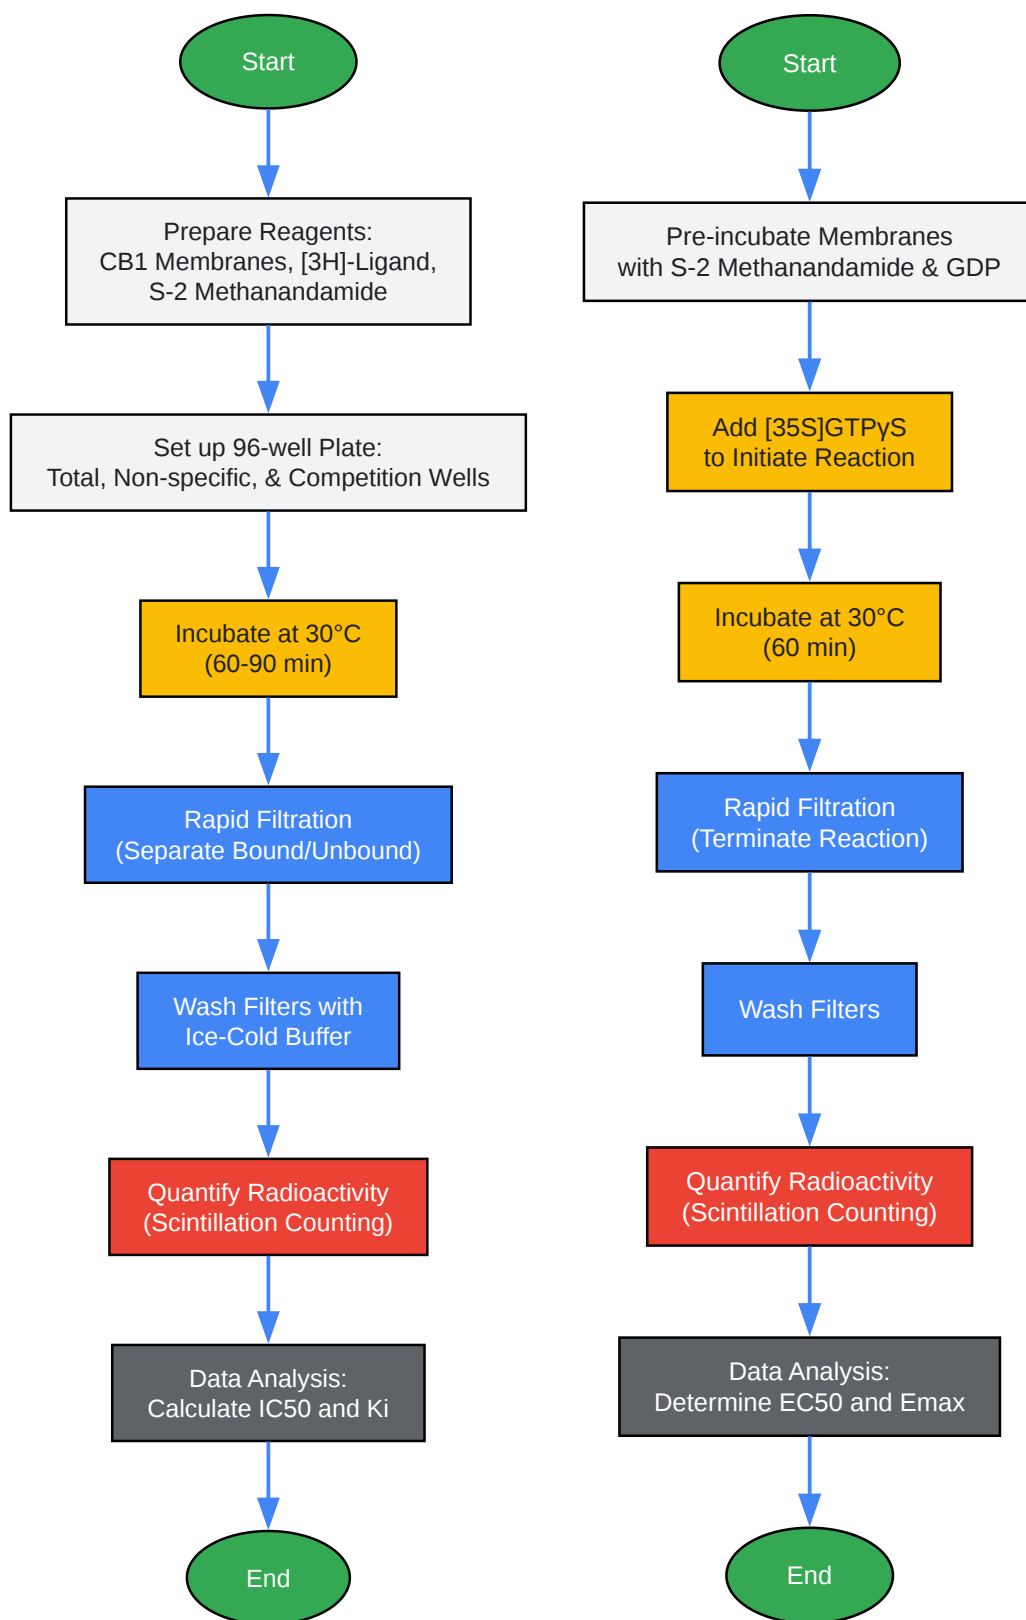 Start
Prepare Reagents:
CB1 Membranes, [3H]-Ligand,
S-2 Methanandamide
Set up 96-well Plate:
Total, Non-specific, & Competition Wells
Incubate at 30°C
(60-90 min)
Rapid Filtration
(Separate Bound/Unbound)
Wash Filters with
Ice-Cold Buffer
Quantify Radioactivity
(Scintillation Counting)
Data Analysis:
Calculate IC50 and Ki
End
Start
Pre-incubate Membranes
with S-2 Methanandamide & GDP
Add [35S]GTPγS
to Initiate Reaction
Incubate at 30°C
(60 min)
Rapid Filtration
(Terminate Reaction)
Wash Filters
Quantify Radioactivity
(Scintillation Counting)
Data Analysis:
Determine EC50 and Emax
End